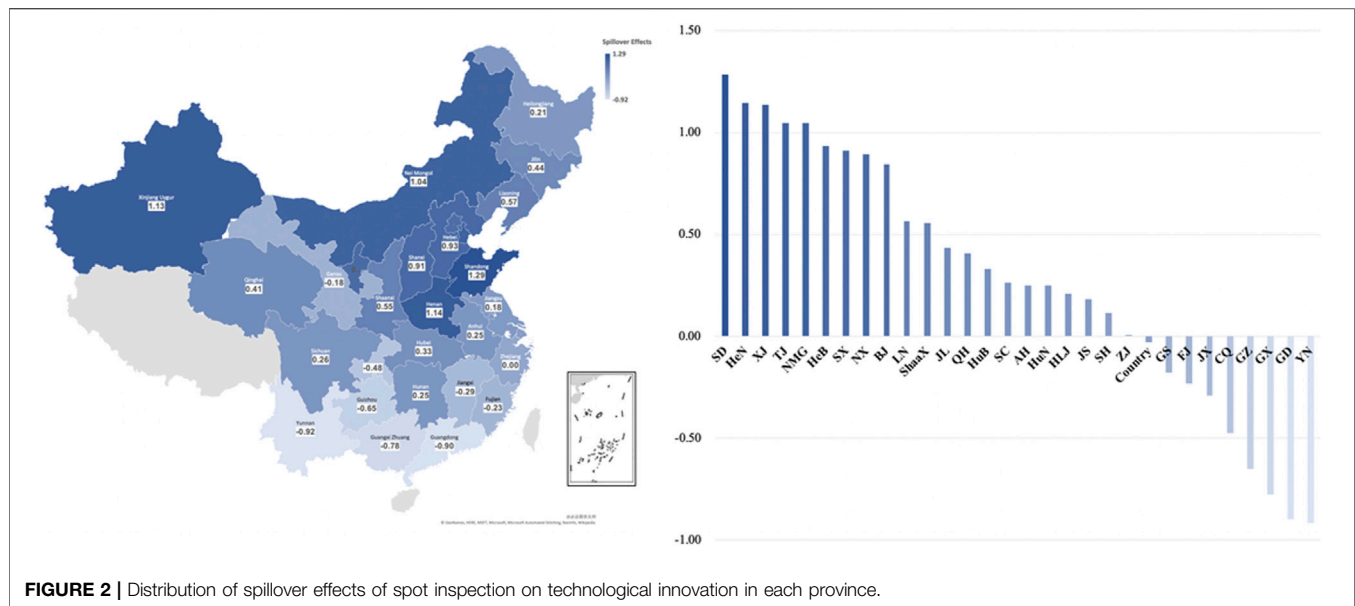 Spillover Effects
1.29
-0.92
Heilongjiang
0.21
Jilin
0.44
Liaoning
0.57
Nei Mongol
1.04
Xinjiang Uygur
1.13
Hebei
0.93
Shanxi
0.91
Shandong
1.29
Gansu
-0.18
Qinghai
0.41
Shaanxi
0.55
Henan
1.14
Jiangsu
0.18
Anhui
0.25
Hubei
0.33
Sichuan
0.26
Zhejiang
0.00
-0.48
Hunan
0.25
Jiangxi
-0.29
Guizhou
-0.65
Fujian
-0.23
Yunnan
-0.92
Guangxi Zhuang
-0.78
Guangdong
-0.90
1.50
1.00
0.50
0.00
-0.50
-1.00
SD
HeN
XJ
TJ
NMG
HeB
SX
NX
BJ
LN
ShaaX
JL
QH
HuB
SC
AH
HuN
HLJ
JS
SH
ZJ
Country
GS
FJ
JX
CQ
GZ
GX
GD
YN
FIGURE 2 | Distribution of spillover effects of spot inspection on technological innovation in each province.